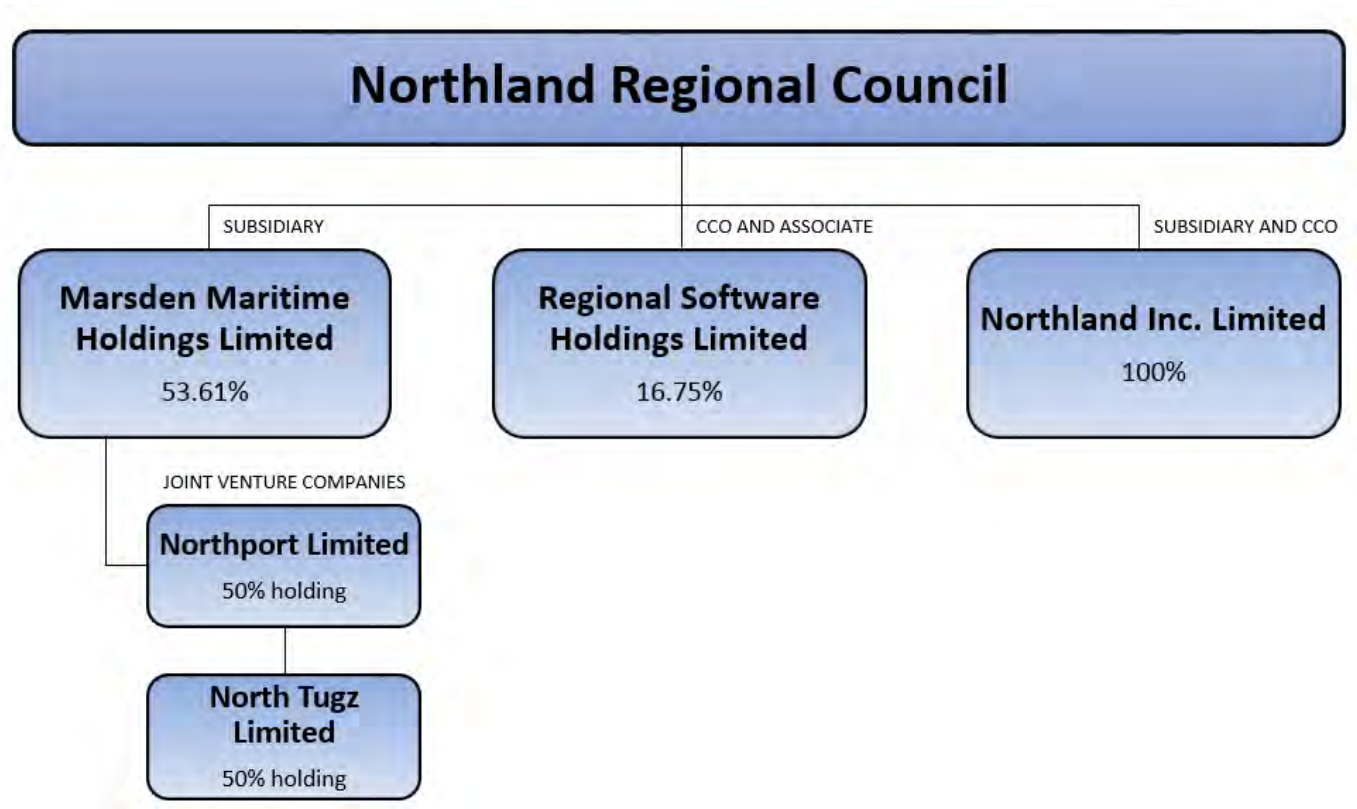 Northland Regional Council
SUBSIDIARY
CCO AND ASSOCIATE
SUBSIDIARY AND CCO
Marsden Maritime
Holdings Limited
53.61%
Regional Software
Holdings Limited
16.75%
Northland Inc. Limited
100%
JOINT VENTURE COMPANIES
Northport Limited
50% holding
North Tugz
Limited
50% holding